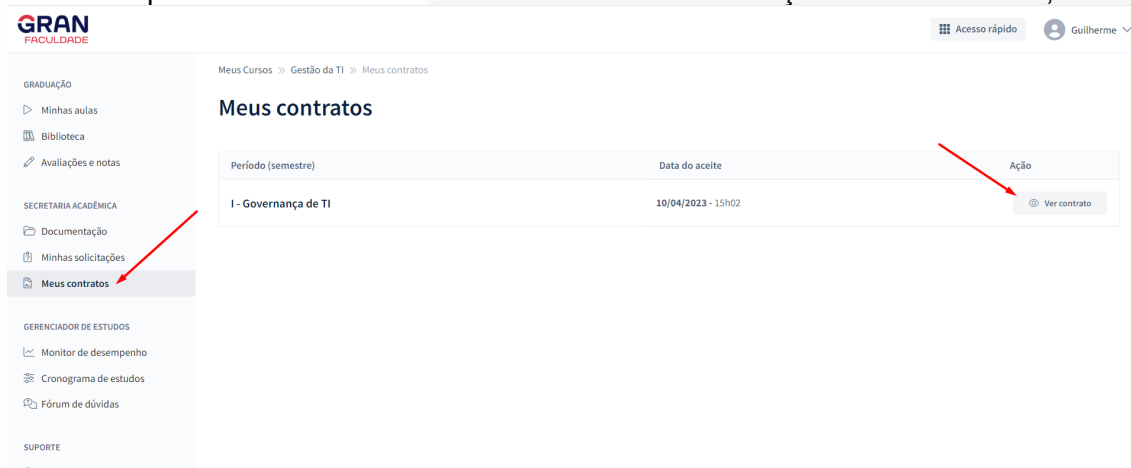 GRAN
FACULDADE
Acesso rápido
Guilherme
Meus Cursos » Gestão da TI » Meus contratos
GRADUAÇÃO
Minhas aulas
Biblioteca
Avaliações e notas
SECRETARIA ACADÊMICA
Documentação
Minhas solicitações
Meus contratos
GERENCIADOR DE ESTUDOS
Monitor de desempenho
Cronograma de estudos
Fórum de dúvidas
SUPORTE
Meus contratos
Período (semestre) Data do aceite Ação
I - Governança de TI 10/04/2023 - 15h02 Ver contrato